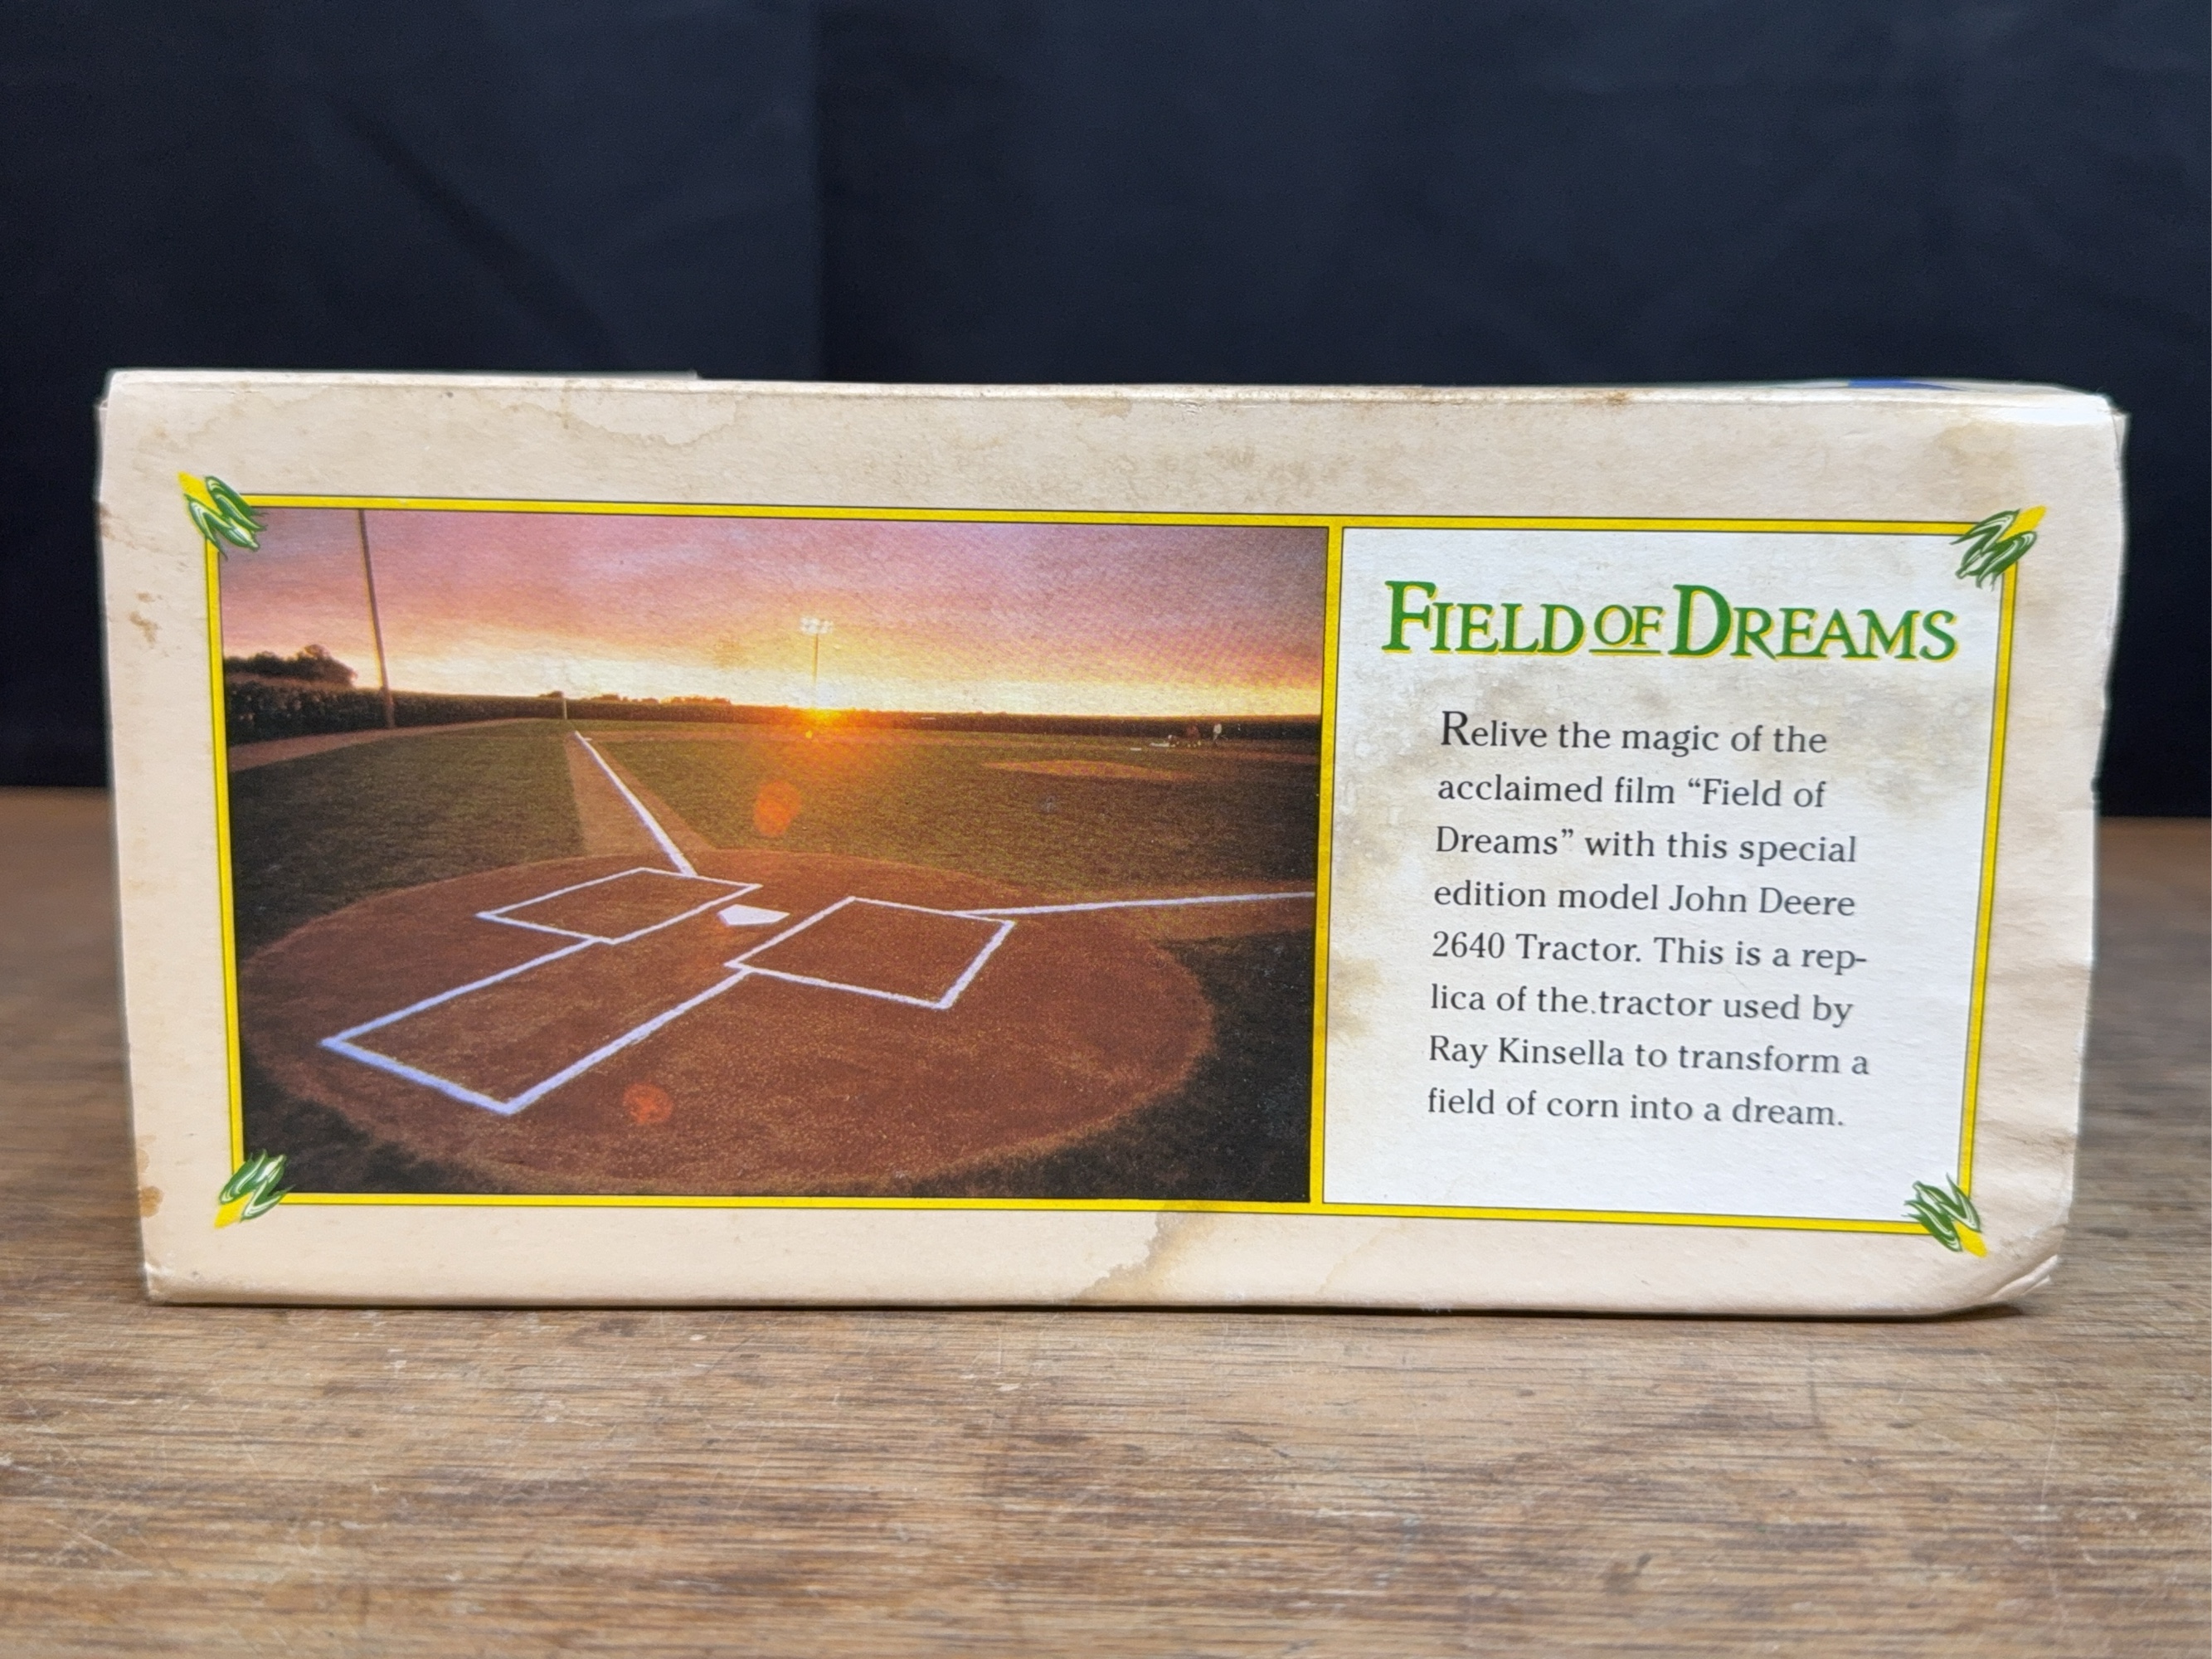 FIELD OF DREAMS
Relive the magic of the
acclaimed film “Field of
Dreams” with this special
edition model John Deere
2640 Tractor. This is a rep-
lica of the.tractor used by
Ray Kinsella to transform a
field of corn into a dream.